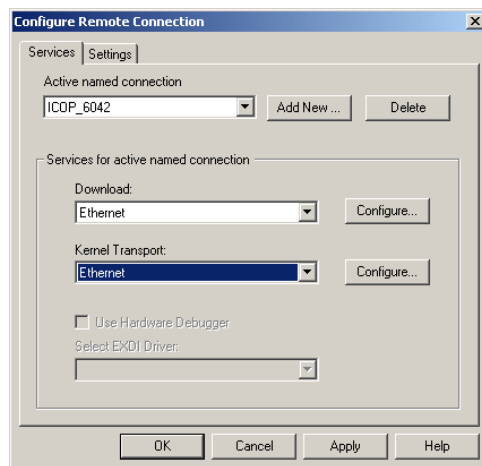 Configure Remote Connection
Services Settings
Active named connection
ICOP_6042 Add New ... Delete
Services for active named connection
Download:
Ethernet Configure...
Kernel Transport:
Ethernet Configure...
Use Hardware Debugger
Select EXDI Driver:
OK Cancel Apply Help